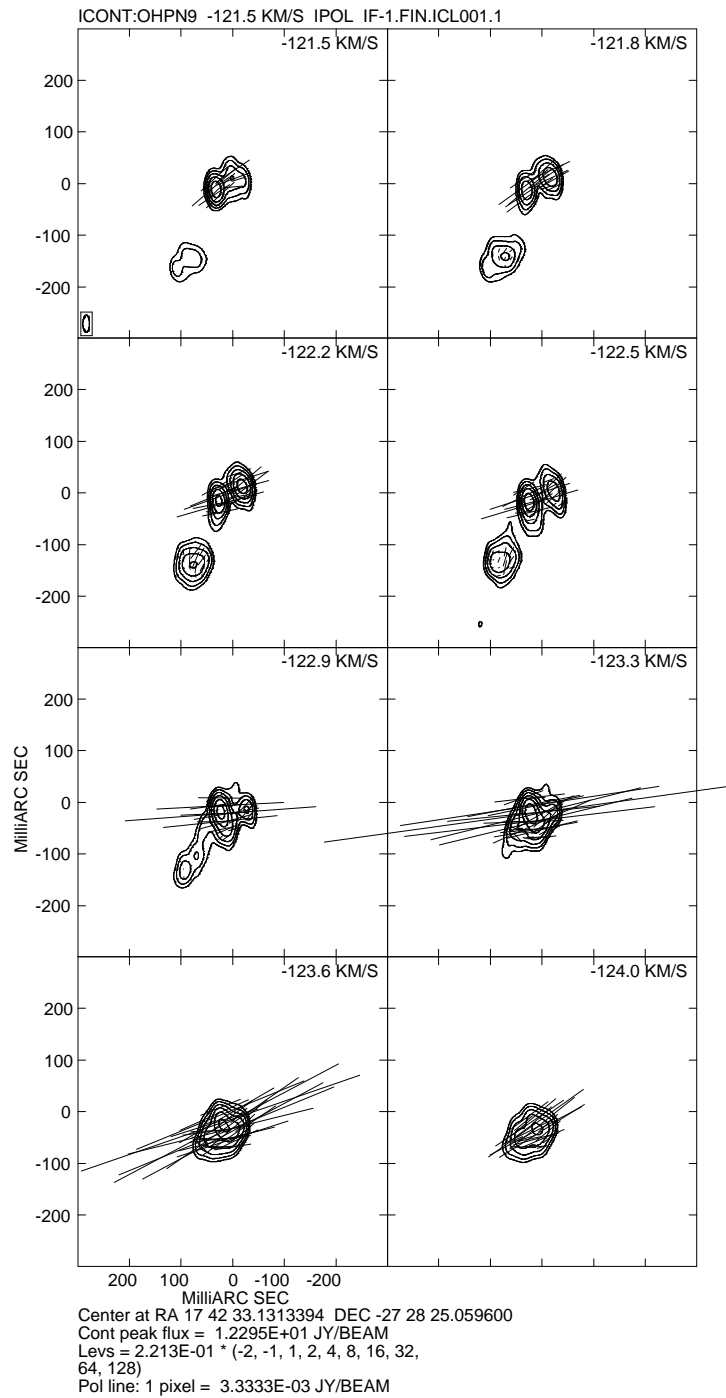 ICONT:OHPN9 -121.5 KM/S IPOL IF-1.FIN.ICL001.1
-121.5 KM/S
-121.8 KM/S
200
100
0
-100
-200
-122.2 KM/S
-122.5 KM/S
200
100
0
-100
-200
-122.9 KM/S
-123.3 KM/S
MilliARC SEC
200
100
0
-100
-200
-123.6 KM/S
-124.0 KM/S
200
100
0
-100
-200
200 100 0 -100 -200
MilliARC SEC
Center at RA 17 42 33.1313394 DEC -27 28 25.059600
Cont peak flux = 1.2295E+01 JY/BEAM
Levs = 2.213E-01 * (-2, -1, 1, 2, 4, 8, 16, 32,
64, 128)
Pol line: 1 pixel = 3.3333E-03 JY/BEAM